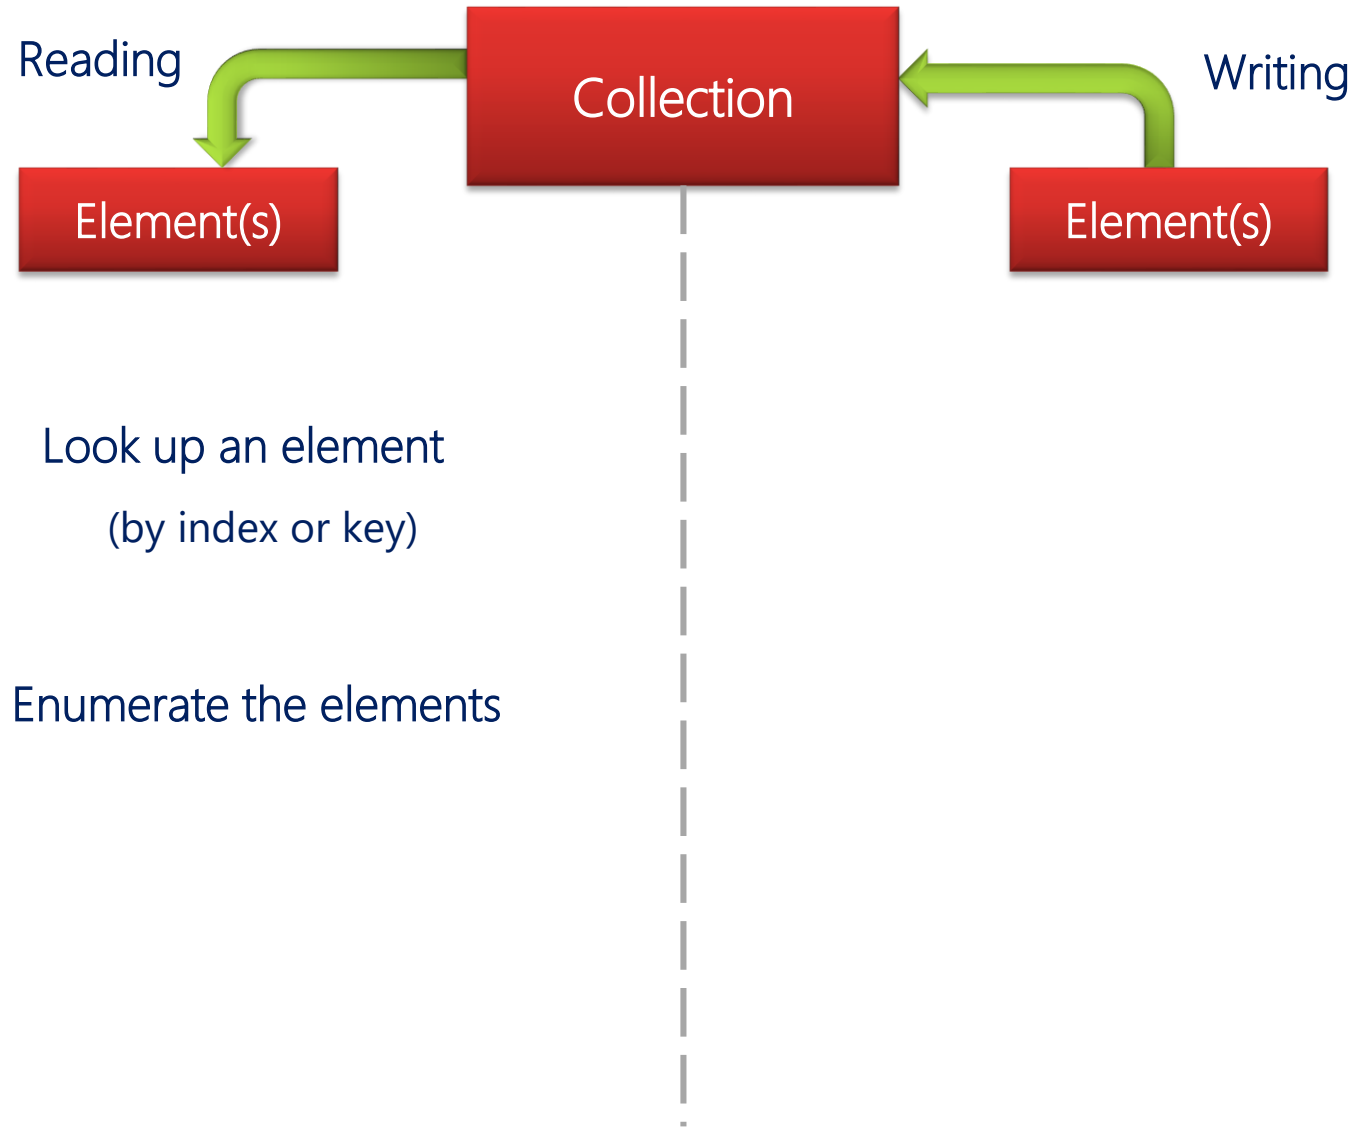 Reading
Collection
Writing
Element(s)
Element(s)
Look up an element
(by index or key)
Enumerate the elements